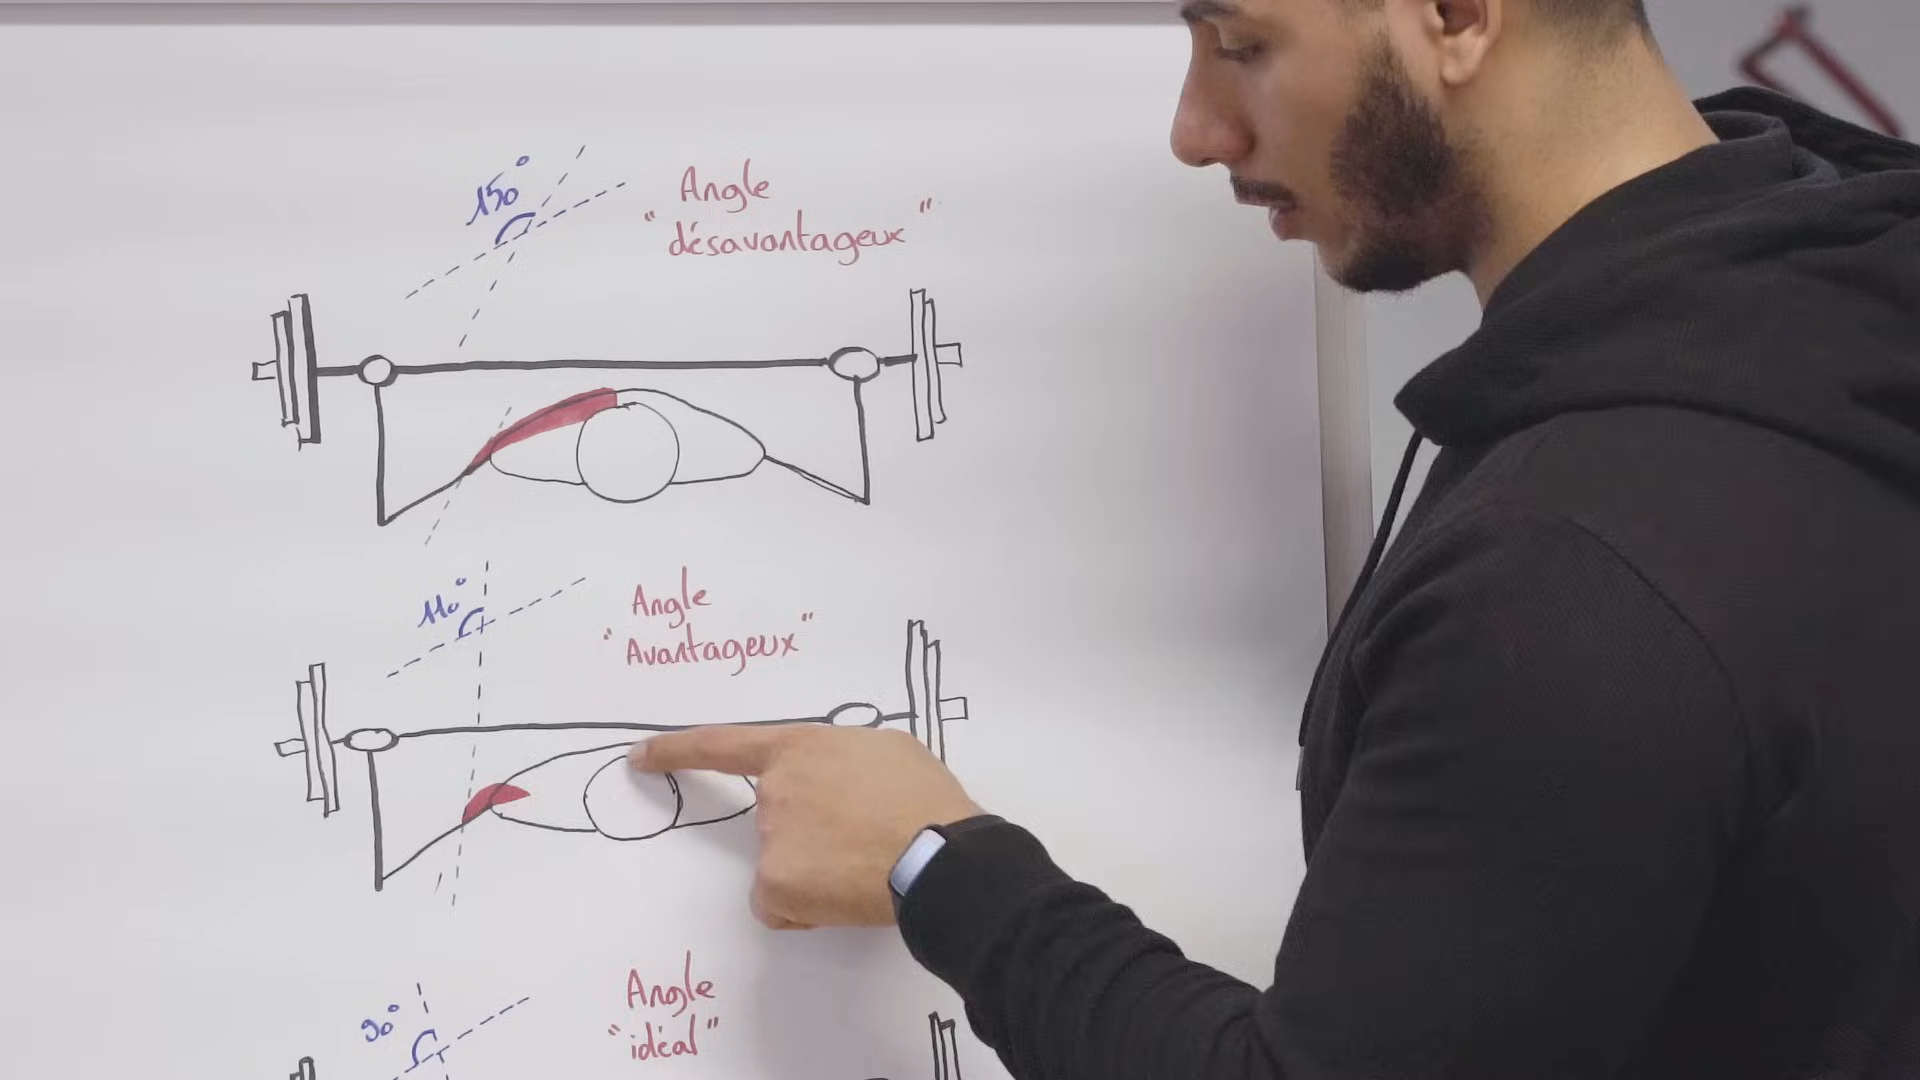 150°
Angle
"désavantageux"
110°
Angle
"Avantageux"
90°
Angle
"idéal"